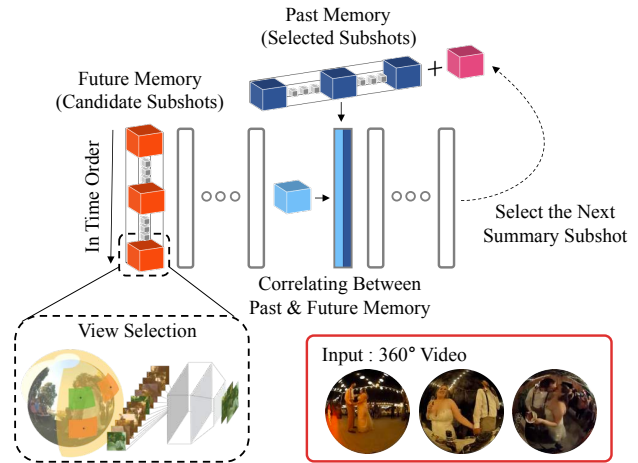 Past Memory
(Selected Subshots)
Future Memory
(Candidate Subshots)
+
In Time Order
Select the Next
Summary Subshot
Correlating Between
Past & Future Memory
View Selection
Input : 360° Video